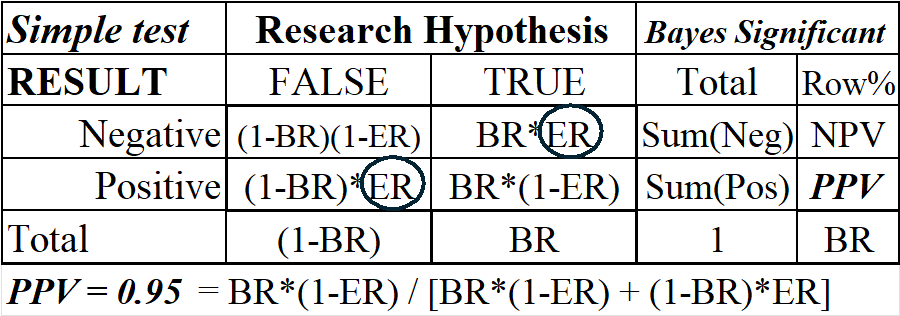 Simple test Research Hypothesis Bayes Significant
RESULT FALSE TRUE Total Row%
Negative (1-BR)(1-ER) BR*ER Sum(Neg) NPV
Positive (1-BR)*ER BR*(1-ER) Sum(Pos) PPV
Total (1-BR) BR 1 BR
PPV = 0.95 = BR*(1-ER) / [BR*(1-ER) + (1-BR)*ER]